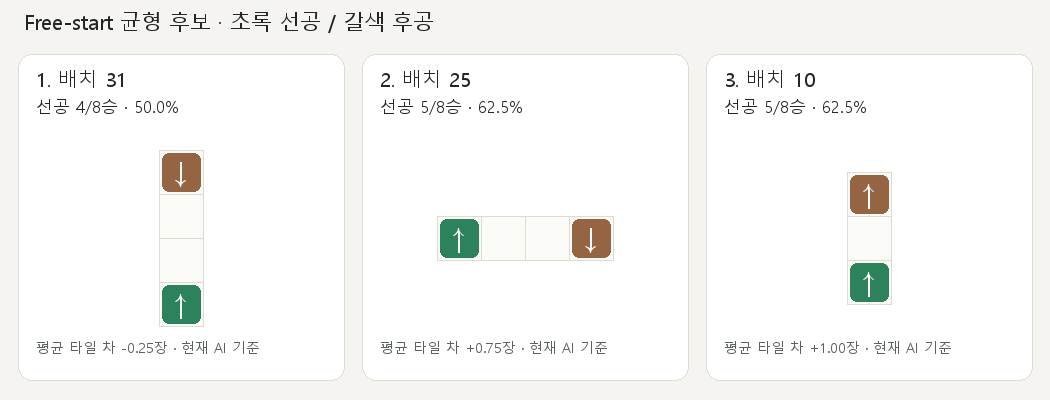 Free-start 균형 후보 · 초록 선공 / 갈색 후공
1. 배치 31
선공 4/8승 · 50.0%
↓
↑
평균 타일 차 -0.25장 · 현재 AI 기준
2. 배치 25
선공 5/8승 · 62.5%
↑ ↓
평균 타일 차 +0.75장 · 현재 AI 기준
3. 배치 10
선공 5/8승 · 62.5%
↑
↑
평균 타일 차 +1.00장 · 현재 AI 기준